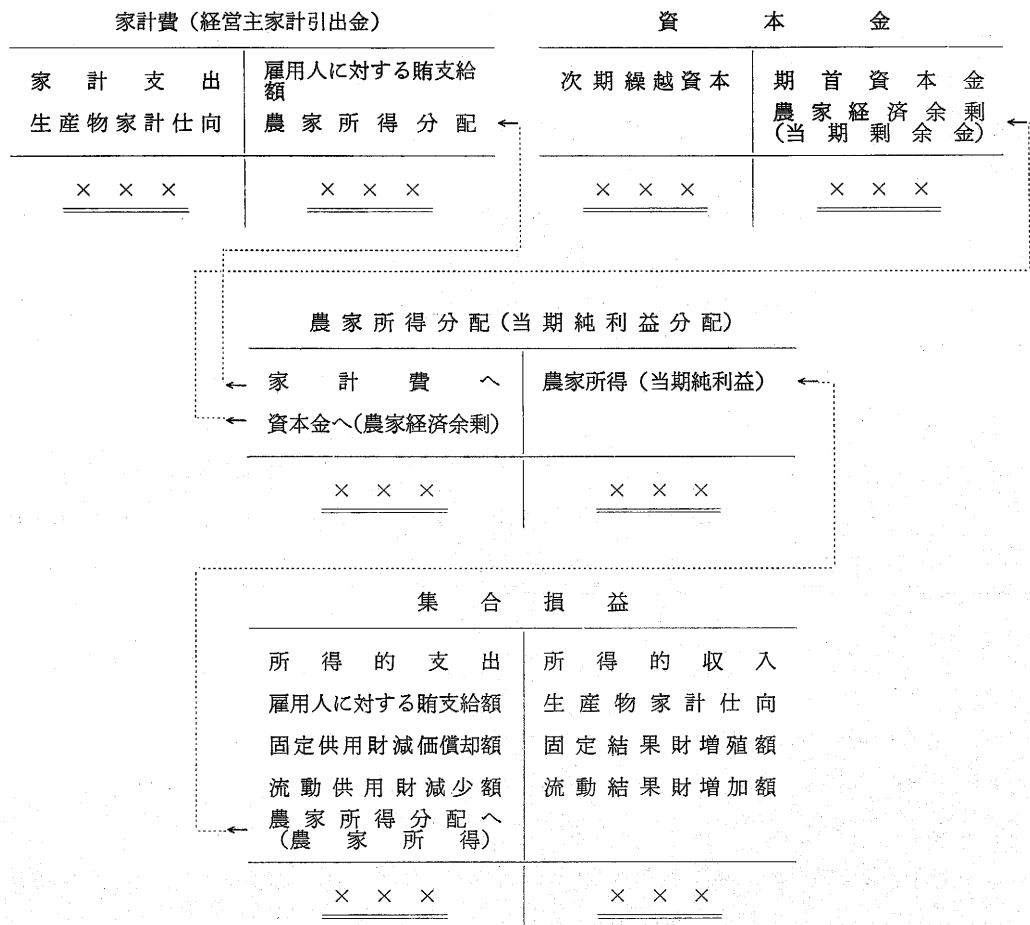 家計費（経営主家計引出金）
家計支出
生産物家計仕向
雇用人に対する賄支給額
農家所得分配
×××
×××
資本金
次期繰越資本
期首資本金
農家経済余剰
(当期剰余金)
×××
×××
農家所得分配(当期純利益分配)
家計費へ
資本金へ(農家経済余剰)
農家所得（当期純利益）
×××
×××
集合損益
所得的支出
雇用人に対する賄支給額
固定供用財減価償却額
流動供用財減少額
農家所得分配へ
(農家所得)
所得的収入
生産物家計仕向
固定結果財増殖額
流動結果財増加額
×××
×××